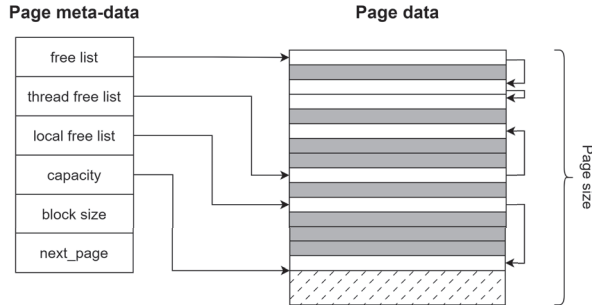 Page meta-data
Page data
free list
thread free list
local free list
capacity
block size
next_page
Page size